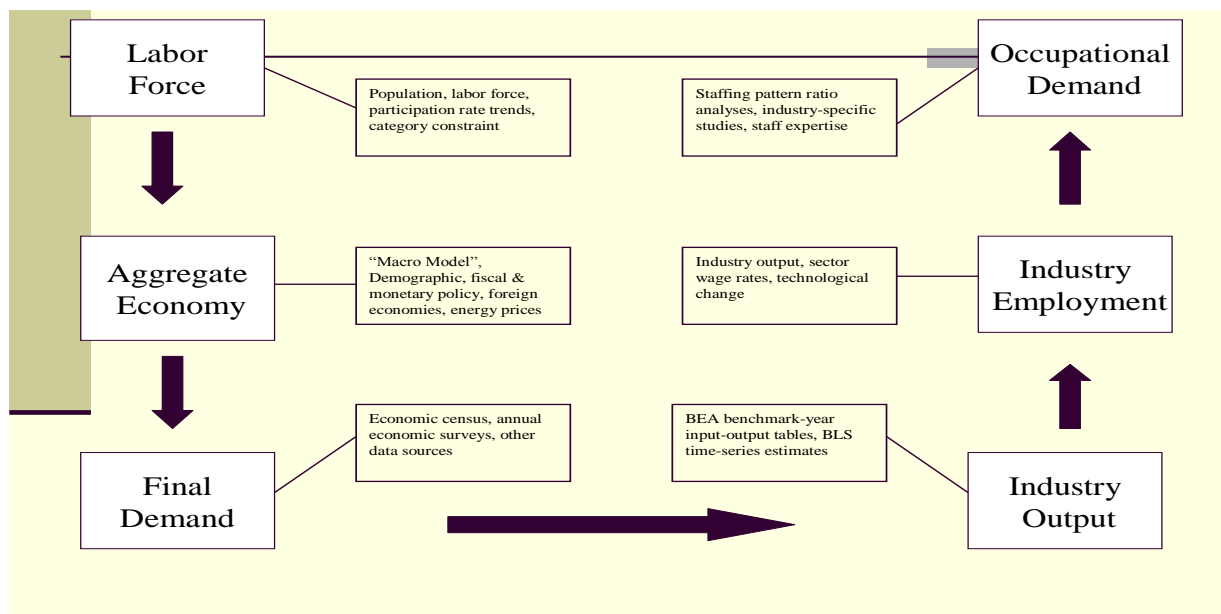 Labor
Force
Population, labor force,
participation rate trends,
category constraint
Staffing pattern ratio
analyses, industry-specific
studies, staff expertise
Occupational
Demand
Aggregate
Economy
“Macro Model”,
Demographic, fiscal &
monetary policy, foreign
economies, energy prices
Industry output, sector
wage rates, technological
change
Industry
Employment
Final
Demand
Economic census, annual
economic surveys, other
data sources
BEA benchmark-year
input-output tables, BLS
time-series estimates
Industry
Output